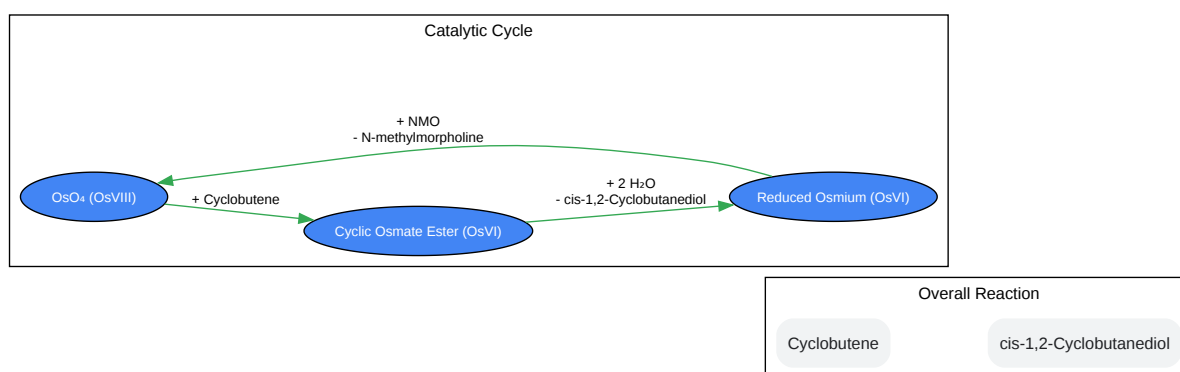 Catalytic Cycle
+ NMO
- N-methylmorpholine
+ 2 H₂O
- cis-1,2-Cyclobutanediol
OsO₄ (OsVIII)
+ Cyclobutene
Reduced Osmium (OsVI)
Cyclic Osmate Ester (OsVI)
Overall Reaction
Cyclobutene
cis-1,2-Cyclobutanediol